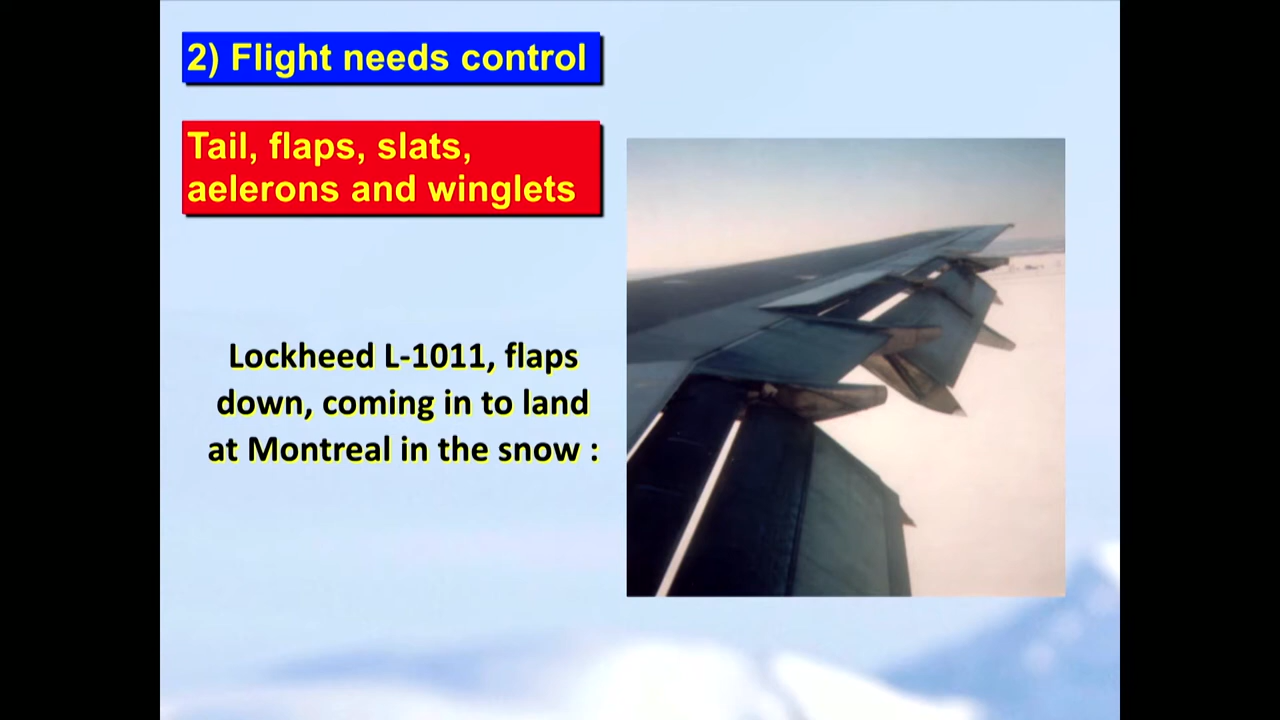 2) Flight needs control
Tail, flaps, slats,
aelerons and winglets
Lockheed L-1011, flaps
down, coming in to land
at Montreal in the snow :